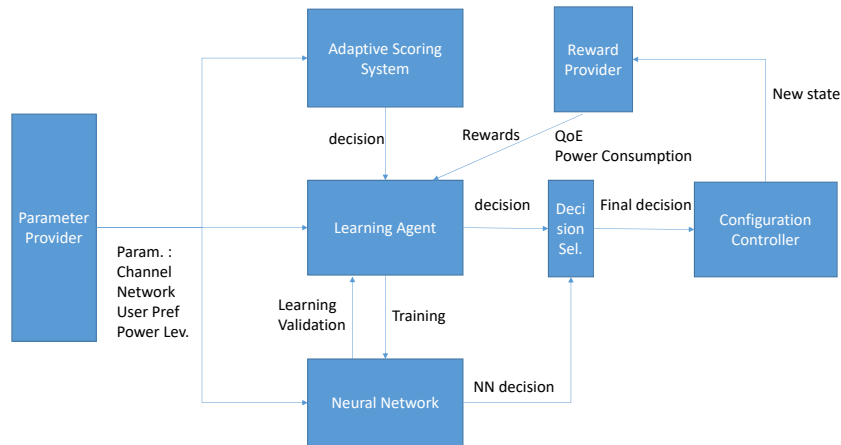 Adaptive Scoring
System
Reward
Provider
New state
decision
Rewards
QoE
Power Consumption
Parameter
Provider
Learning Agent
decision
Deci
sion
Sel.
Final decision
Configuration
Controller
Param. :
Channel
Network
User Pref
Power Lev.
Learning
Validation
Training
Neural Network
NN decision